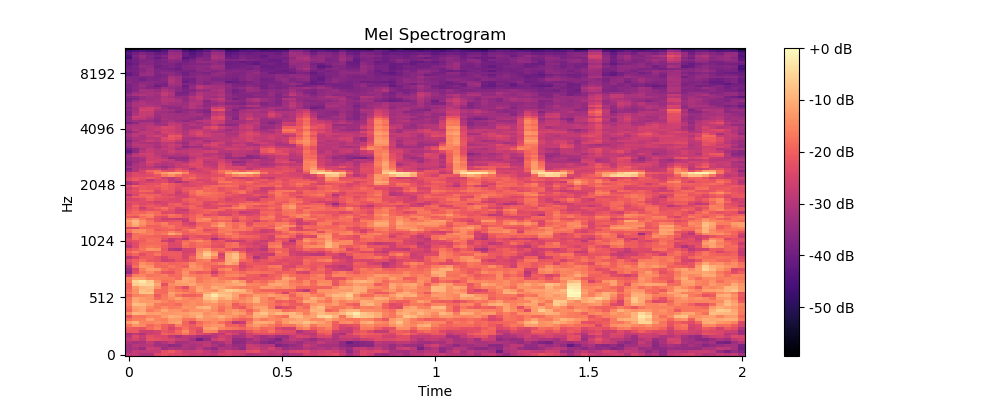 Mel Spectrogram
Hz
8192
4096
2048
1024
512
0
0
0.5
1
1.5
2
Time
+0 dB
-10 dB
-20 dB
-30 dB
-40 dB
-50 dB